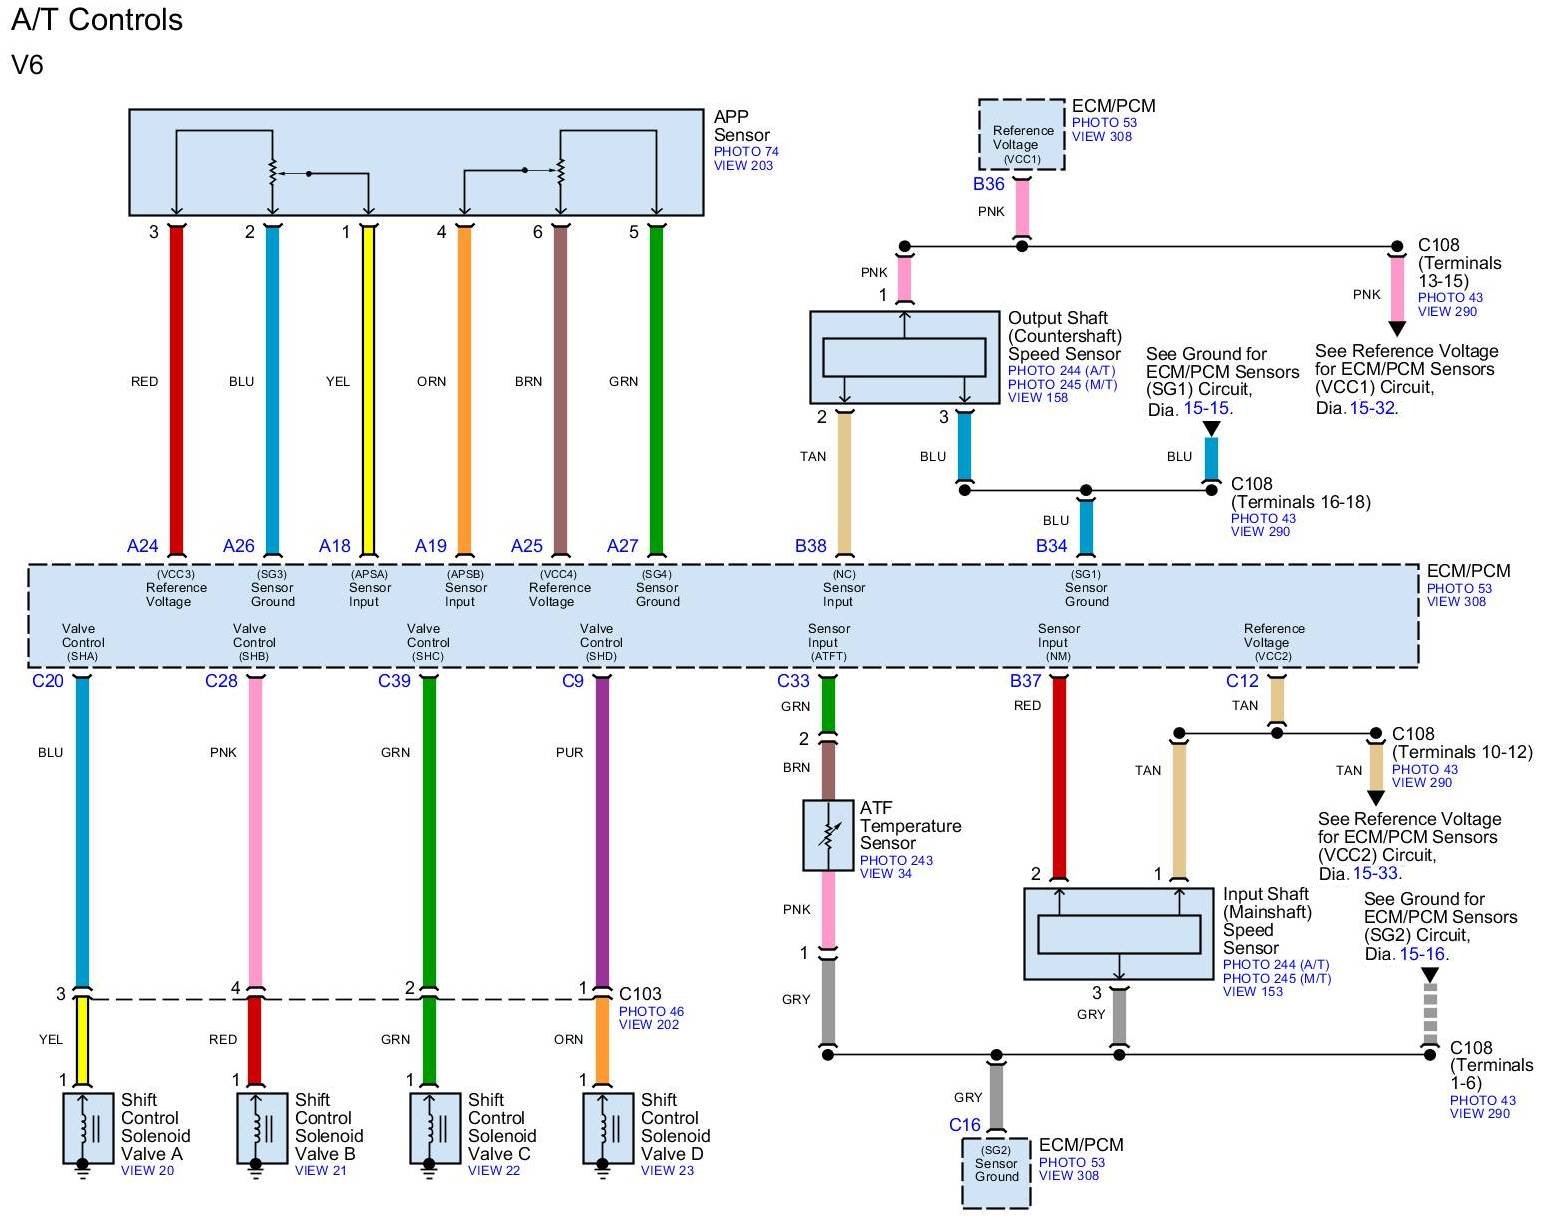 A/T Controls
V6
APP
Sensor
PHOTO 74
VIEW 203
3
2
1
4
6
5
RED
BLU
YEL
ORN
BRN
GRN
A24
A26
A18
A19
A25
A27
Reference
Voltage
(VCC1)
ECM/PCM
PHOTO 53
VIEW 308
B36
PNK
C108
(Terminals
13-15)
PHOTO 43
VIEW 290
PNK
1
PNK
Output Shaft
(Countershaft)
Speed Sensor
PHOTO 244 (A/T)
PHOTO 245 (M/T)
VIEW 158
See Ground for
ECM/PCM Sensors
(SG1) Circuit,
Dia. 15-15.
See Reference Voltage
for ECM/PCM Sensors
(VCC1) Circuit,
Dia. 15-32.
2
3
TAN
BLU
BLU
C108
(Terminals 16-18)
PHOTO 43
VIEW 290
BLU
B38
B34
(VCC3)
Reference
Voltage
(SG3)
Sensor
Ground
(APSA)
Sensor
Input
(APSB)
Sensor
Input
(VCC4)
Reference
Voltage
(SG4)
Sensor
Ground
(NC)
Sensor
Input
(SG1)
Sensor
Ground
ECM/PCM
PHOTO 53
VIEW 308
Valve
Control
(SHA)
Valve
Control
(SHB)
Valve
Control
(SHC)
Valve
Control
(SHD)
Sensor
Input
(ATFT)
Sensor
Input
(NM)
Reference
Voltage
(VCC2)
C20
C28
C39
C9
C33
B37
C12
BLU
PNK
GRN
PUR
GRN
RED
TAN
2
BRN
C108
(Terminals 10-12)
PHOTO 43
VIEW 290
TAN
TAN
ATF
Temperature
Sensor
PHOTO 243
VIEW 34
See Reference Voltage
for ECM/PCM Sensors
(VCC2) Circuit,
Dia. 15-33.
2
1
PNK
1
GRY
Input Shaft
(Mainshaft)
Speed
Sensor
PHOTO 244 (A/T)
PHOTO 245 (M/T)
VIEW 153
See Ground for
ECM/PCM Sensors
(SG2) Circuit,
Dia. 15-16.
3
GRY
3
4
2
1
C103
PHOTO 46
VIEW 202
YEL
RED
GRN
ORN
1
1
1
1
C108
(Terminals
1-6)
PHOTO 43
VIEW 290
GRY
C16
Shift
Control
Solenoid
Valve A
VIEW 20
Shift
Control
Solenoid
Valve B
VIEW 21
Shift
Control
Solenoid
Valve C
VIEW 22
Shift
Control
Solenoid
Valve D
VIEW 23
(SG2)
Sensor
Ground
ECM/PCM
PHOTO 53
VIEW 308